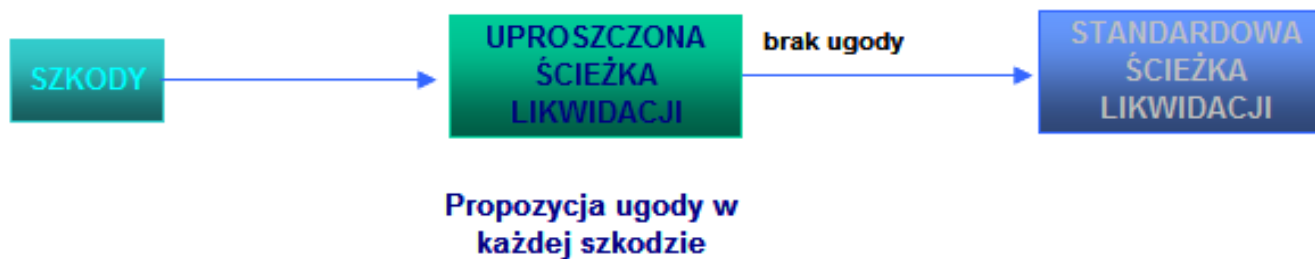 SZKODY
UPROSZCZONA
ŚCIEŻKA
LIKWIDACJI
brak ugody
STANDARDOWA
ŚCIEŻKA
LIKWIDACJI
Propozycja ugody w
każdej szkodzie